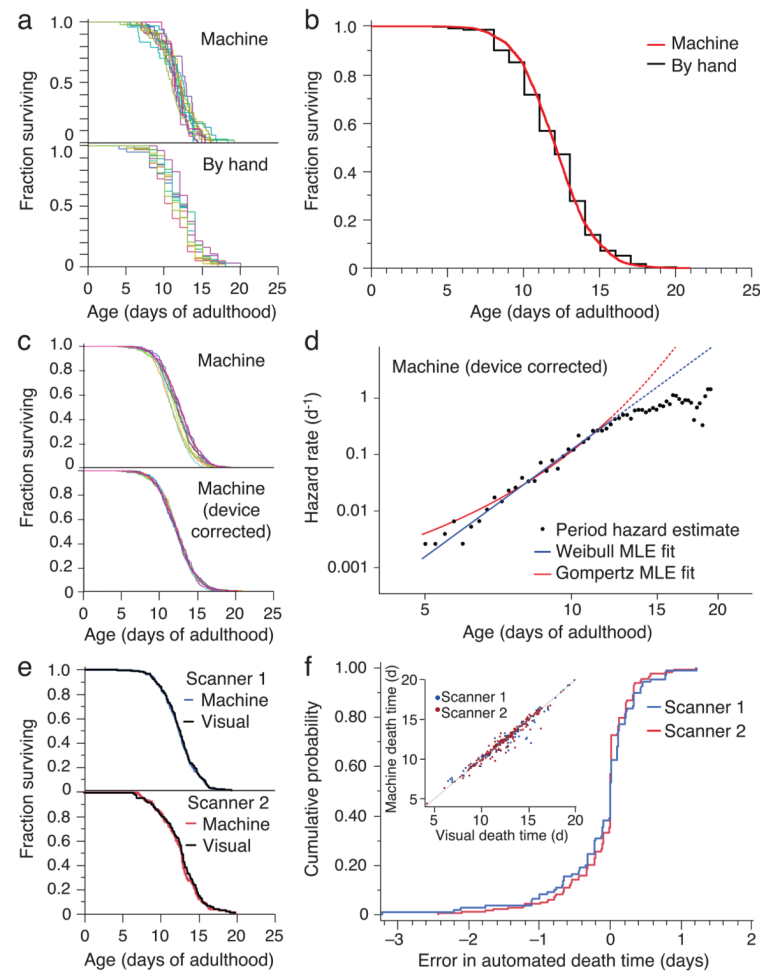 a
Fraction surviving
1.0
0.5
0
Machine
1.0
0.5
0
By hand
0 5 10 15 20 25
Age (days of adulthood)
b
Fraction surviving
1.0
0.8
0.6
0.4
0.2
0
Machine
By hand
0 5 10 15 20 25
Age (days of adulthood)
c
Fraction surviving
1.0
0.8
0.6
0.4
0.2
0
Machine
0.8
0.6
0.4
0.2
0
Machine
(device
corrected)
0 5 10 15 20 25
Age (days of adulthood)
d
Machine (device corrected)
Hazard rate (d⁻¹)
1
0.1
0.01
0.001
Period hazard estimate
Weibull MLE fit
Gompertz MLE fit
5 10 15 20
Age (days of adulthood)
e
Fraction surviving
1.0
0.8
0.6
0.4
0.2
0
Scanner 1
Machine
Visual
0.8
0.6
0.4
0.2
0
Scanner 2
Machine
Visual
0 5 10 15 20 25
Age (days of adulthood)
f
Cumulative probability
1.00
0.80
0.60
0.40
0.20
0
Machine death time (d)
20
15
10
5
Scanner 1
Scanner 2
5 10 15 20
Visual death time (d)
Scanner 1
Scanner 2
−3 −2 −1 0 1 2
Error in automated death time (days)